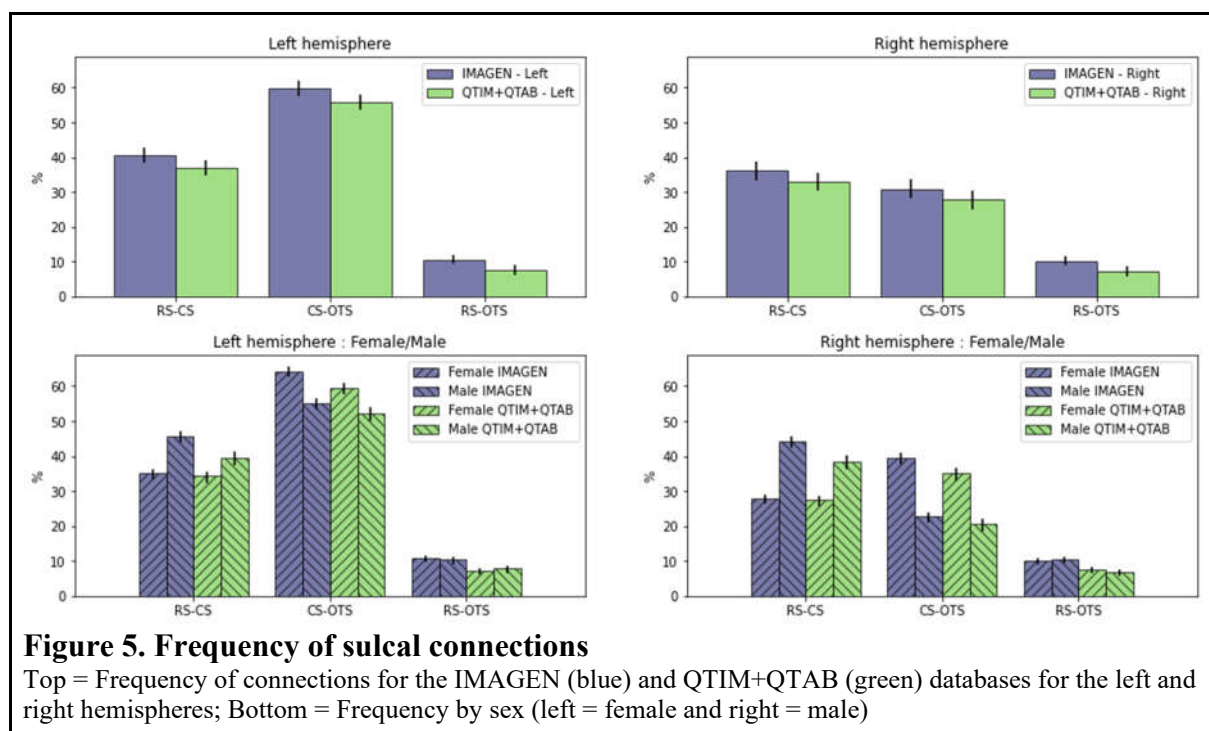 Left hemisphere
60
50
40
30
20
10
0
%
IMAGEN - Left
QTIM+QTAB - Left
RS-CS
CS-OTS
RS-OTS
Right hemisphere
60
50
40
30
20
10
0
%
IMAGEN - Right
QTIM+QTAB - Right
RS-CS
CS-OTS
RS-OTS
Left hemisphere : Female/Male
60
50
40
30
20
10
0
%
Female IMAGEN
Male IMAGEN
Female QTIM+QTAB
Male QTIM+QTAB
RS-CS
CS-OTS
RS-OTS
Right hemisphere : Female/Male
60
50
40
30
20
10
0
%
Female IMAGEN
Male IMAGEN
Female QTIM+QTAB
Male QTIM+QTAB
RS-CS
CS-OTS
RS-OTS
Figure 5. Frequency of sulcal connections
Top = Frequency of connections for the IMAGEN (blue) and QTIM+QTAB (green) databases for the left and
right hemispheres; Bottom = Frequency by sex (left = female and right = male)